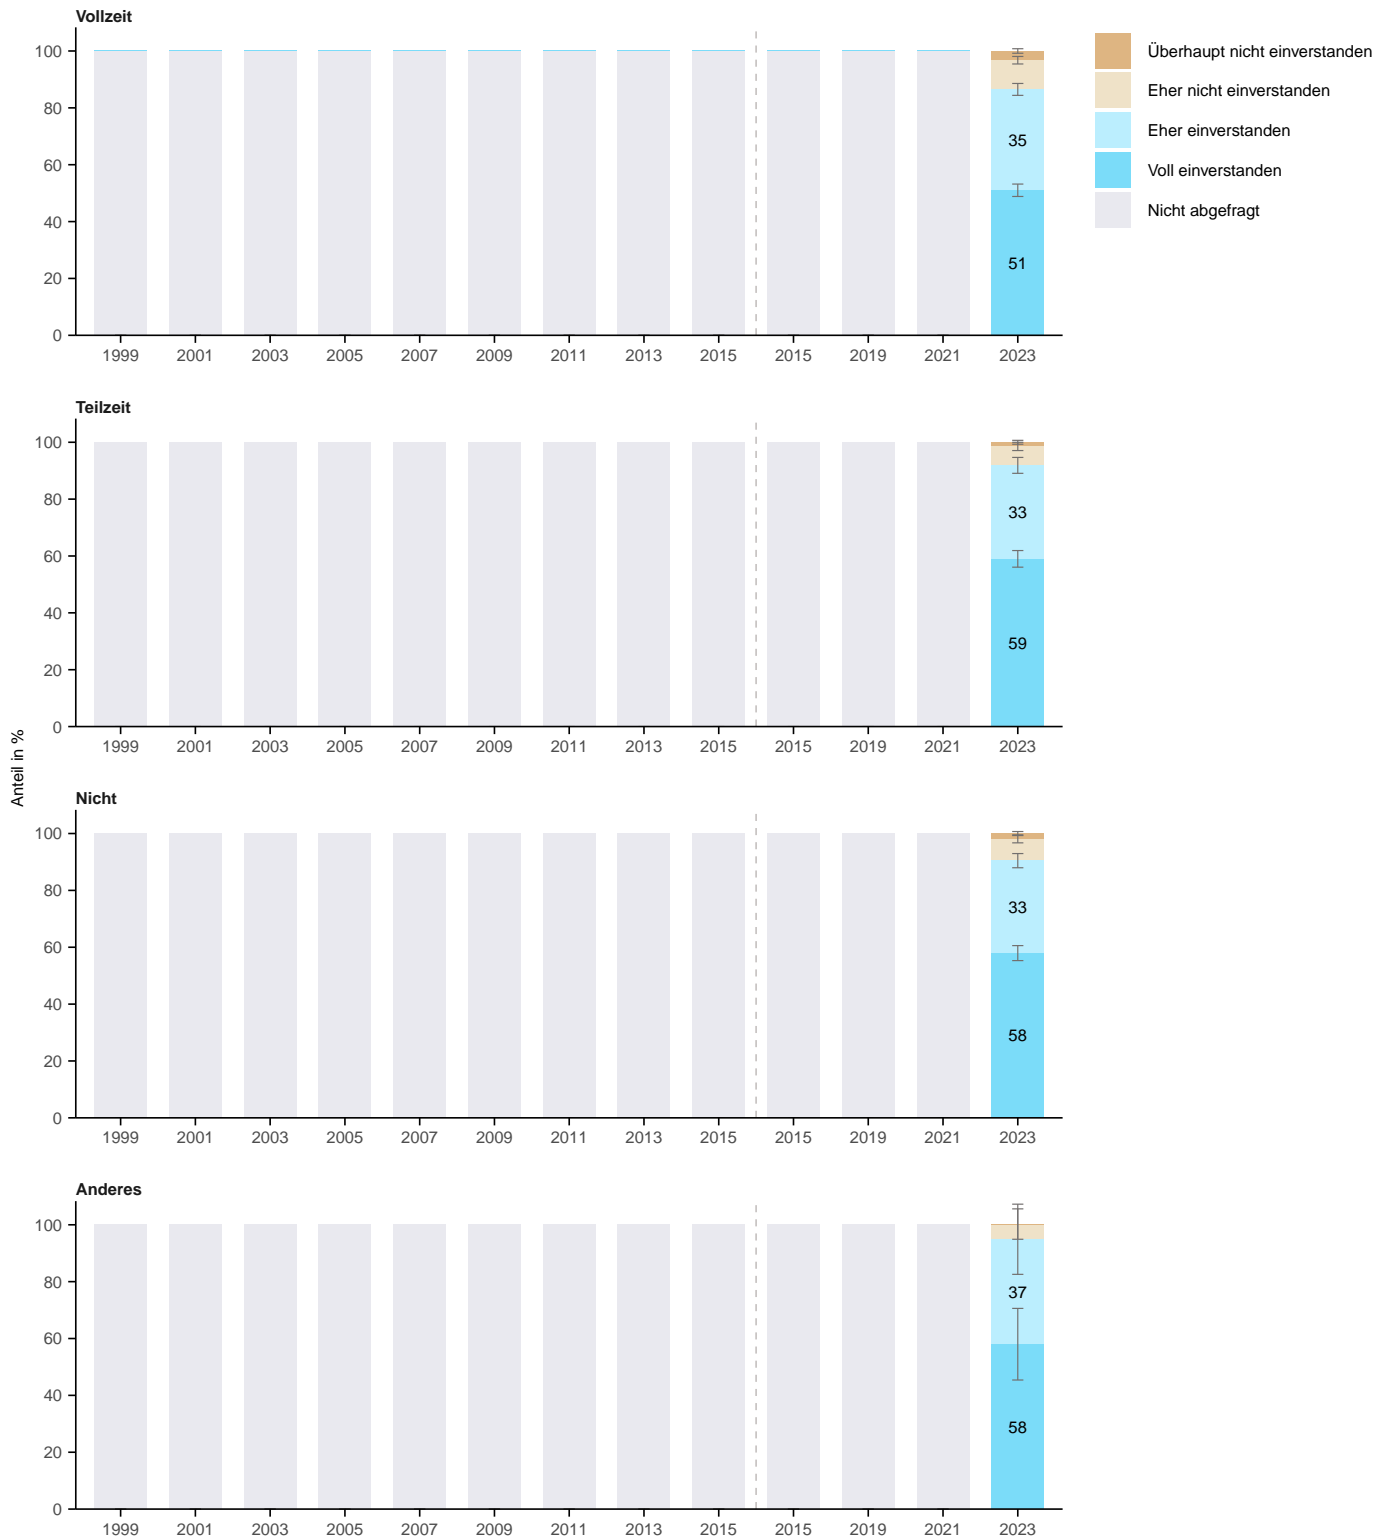 Vollzeit
100
80
60
40
20
0
35
51
1999 2001 2003 2005 2007 2009 2011 2013 2015 2015 2019 2021 2023
Überhaupt nicht einverstanden
Eher nicht einverstanden
Eher einverstanden
Voll einverstanden
Nicht abgefragt
Anteil in %
Teilzeit
100
80
60
40
20
0
33
59
1999 2001 2003 2005 2007 2009 2011 2013 2015 2015 2019 2021 2023
Nicht
100
80
60
40
20
0
33
58
1999 2001 2003 2005 2007 2009 2011 2013 2015 2015 2019 2021 2023
Anderes
100
80
60
40
20
0
37
58
1999 2001 2003 2005 2007 2009 2011 2013 2015 2015 2019 2021 2023